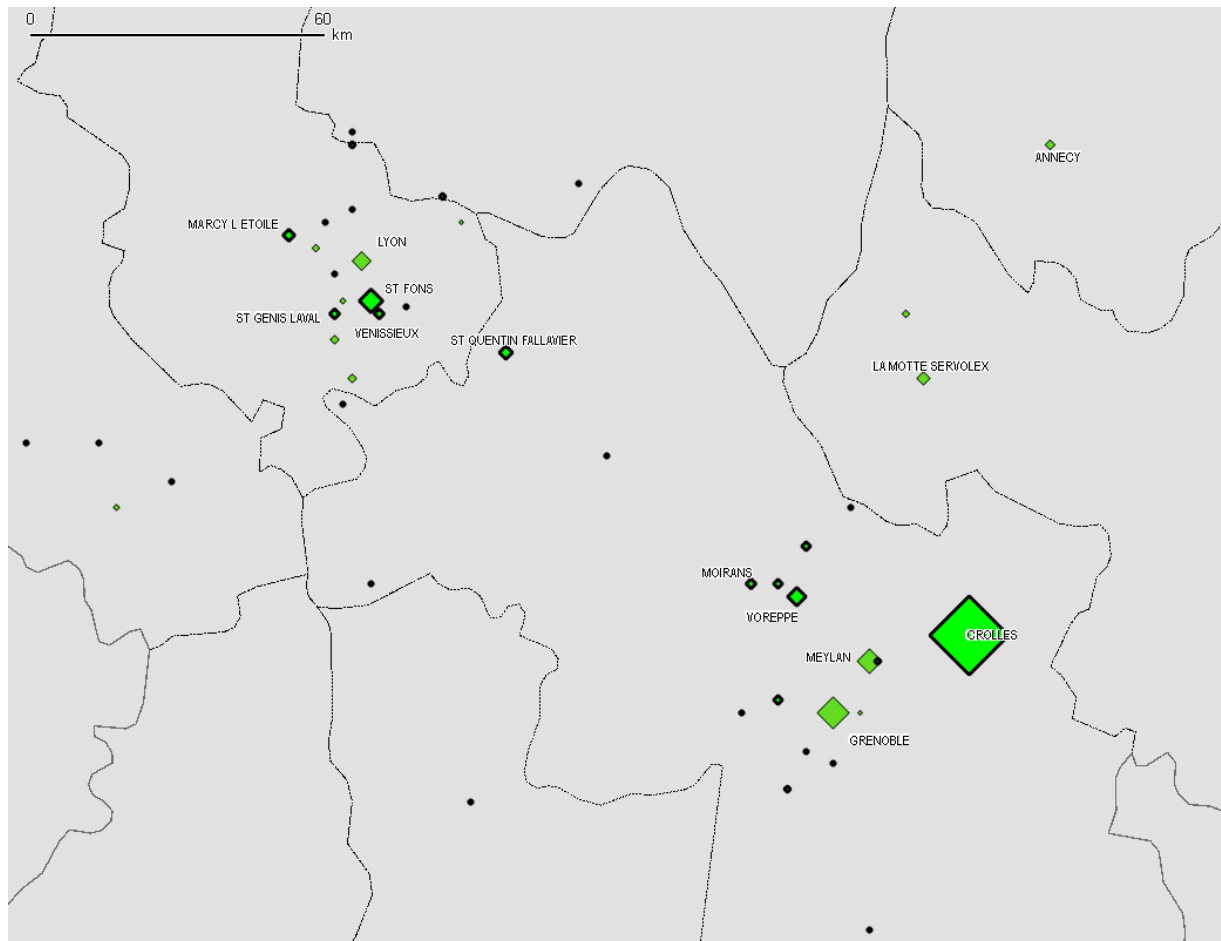 0 60
km
ANNECY
MARCY L ETOILE
LYON
ST FONS
ST GENIS LAVAL
VENISSIEUX
ST QUENTIN FALLAVIER
LA MOTTE SERVOLEX
MOIRANS
VOREPPE
CROLLES
MEYLAN
GRENOBLE